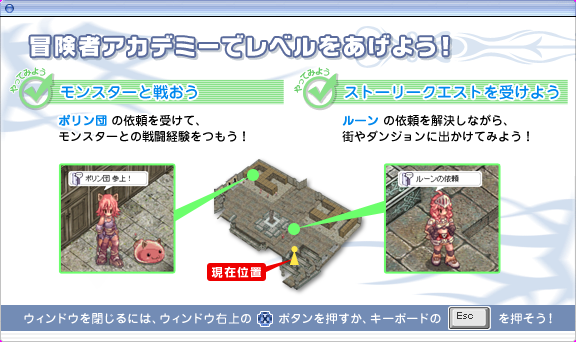 冒険者アカデミーでレベルをあげよう!
やってみよう
モンスターと戦おう
ポリン団 の依頼を受けて、
モンスターとの戦闘経験をつもう!
やってみよう
ストーリークエストを受けよう
ルーン の依頼を解決しながら、
街やダンジョンに出かけてみよう!
ポリン団 参上!
ルーンの依頼
現在位置
ウィンドウを閉じるには、ウィンドウ右上の ボタンを押すか、キーボードの Esc を押そう!